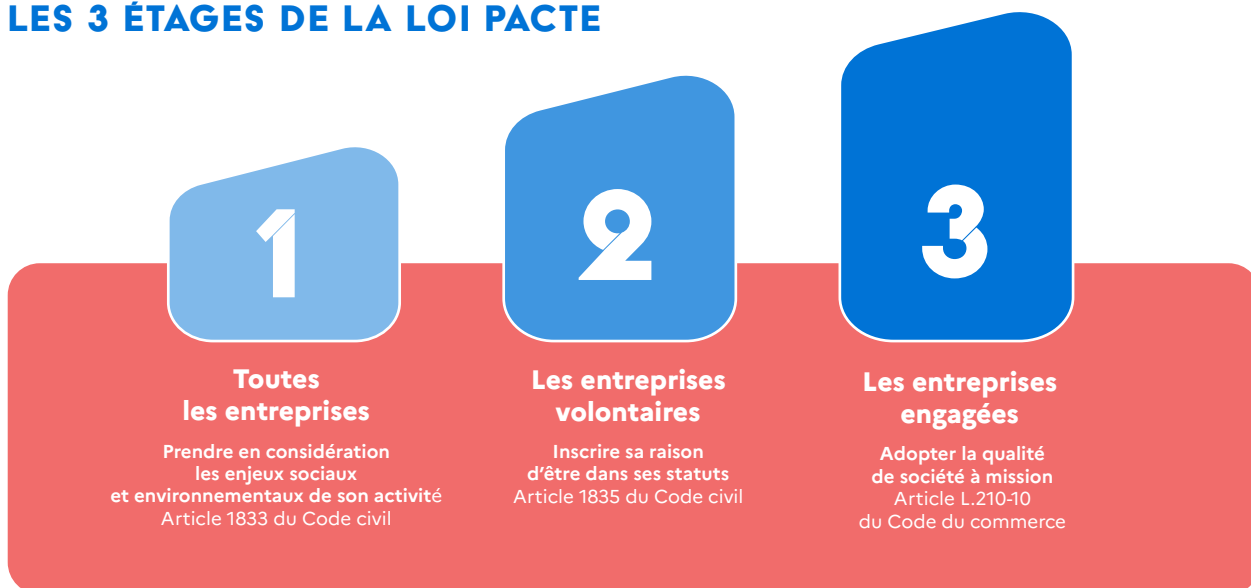 LES 3 ÉTAGES DE LA LOI PACTE
1
Toutes
les entreprises
Prendre en considération
les enjeux sociaux
et environnementaux de son activité
Article 1833 du Code civil
2
Les entreprises
volontaires
Inscrire sa raison
d'être dans ses statuts
Article 1835 du Code civil
3
Les entreprises
engagées
Adopter la qualité
de société à mission
Article L.210-10
du Code du commerce